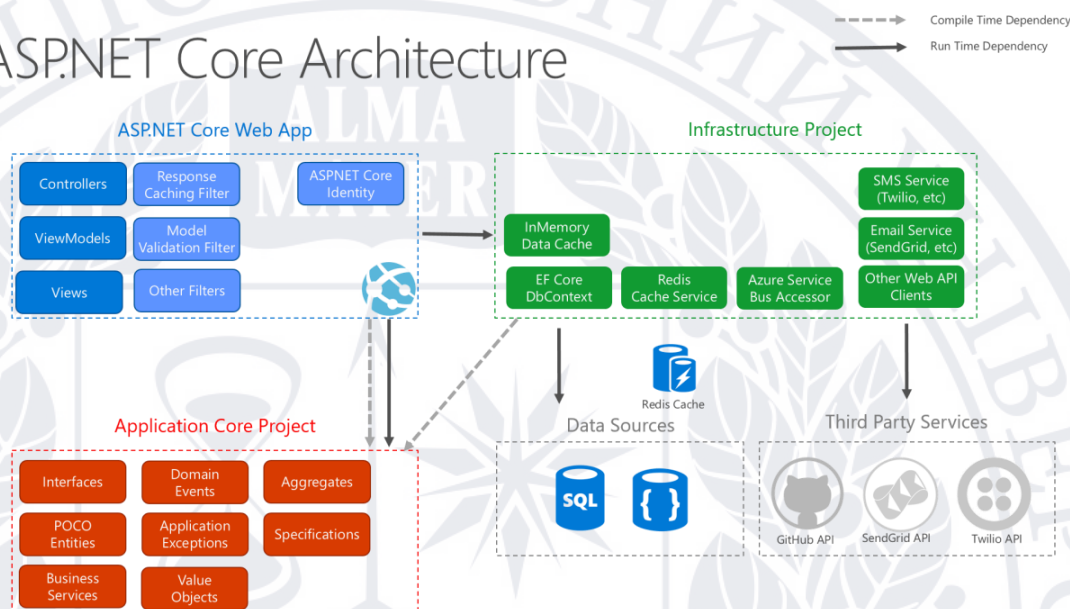 Compile Time Dependency
Run Time Dependency
ASP.NET Core Architecture
ASP.NET Core Web App
Controllers
Response
Caching Filter
ASP.NET Core
Identity
ViewModels
Model
Validation Filter
Views
Other Filters
Infrastructure Project
SMS Service
(Twilio, etc)
InMemory
Data Cache
Email Service
(SendGrid, etc)
EF Core
DbContext
Redis
Cache Service
Azure Service
Bus Accessor
Other Web API
Clients
Redis Cache
Application Core Project
Interfaces
Domain
Events
Aggregates
POCO
Entities
Application
Exceptions
Specifications
Business
Services
Value
Objects
Data Sources
SQL
{ }
Third Party Services
GitHub API
SendGrid API
Twilio API
ALMA
MATER